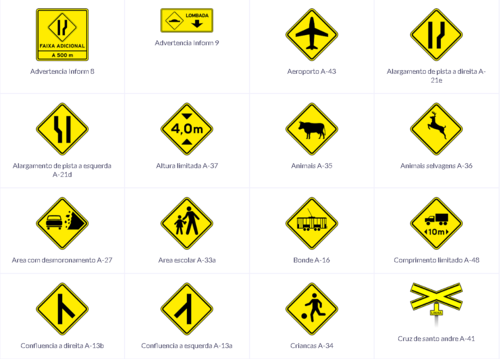 FAIXA ADICIONAL
A 500 m
Advertencia Inform 8
LOMBADA
Advertencia Inform 9
Aeroporto A-43
Alargamento de pista a direita A-
21e
Alargamento de pista a esquerda
A-21d
4,0m
Altura limitada A-37
Animais A-35
Animais selvagens A-36
Area com desmoronamento A-27
Area escolar A-33a
Bonde A-16
10m
Comprimento limitado A-48
Confluencia a direita A-13b
Confluencia a esquerda A-13a
Criancas A-34
Cruz de santo andre A-41